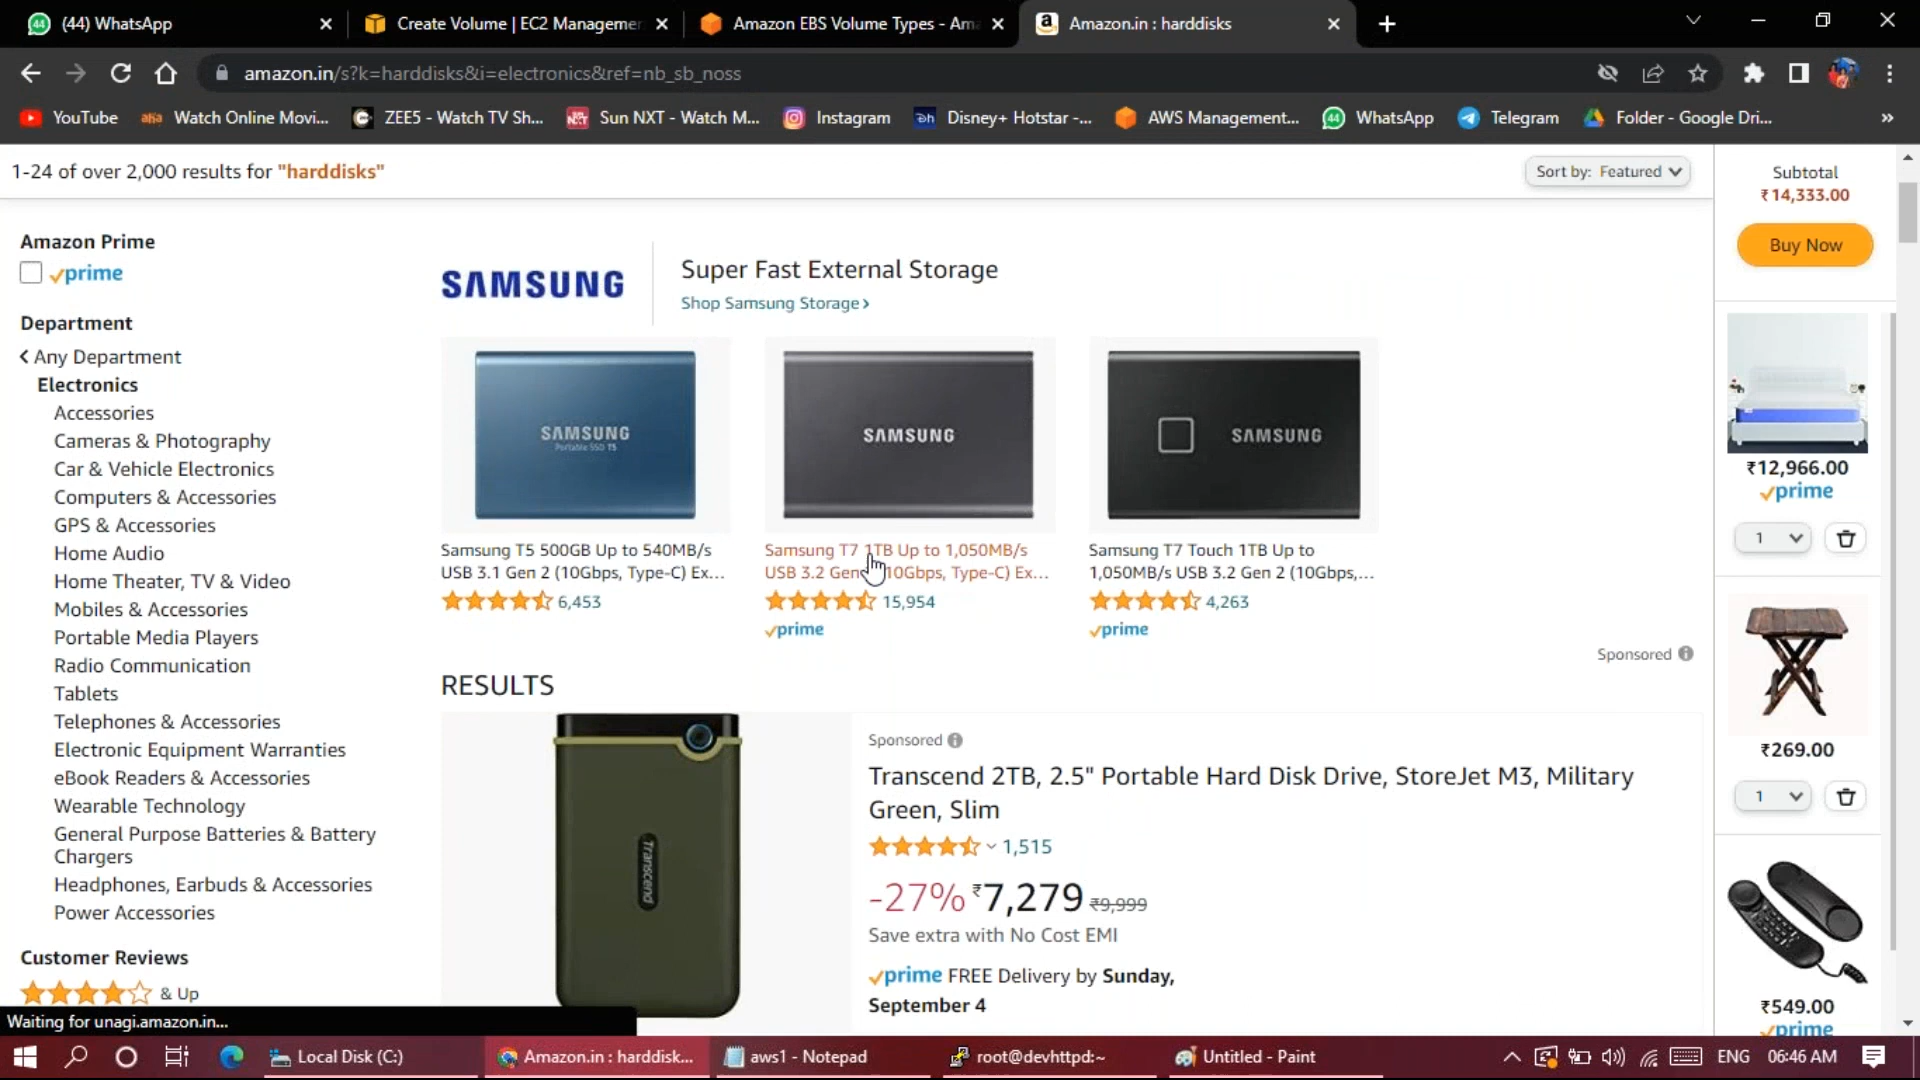 (44) WhatsApp
Create Volume | EC2 Manageme
Amazon EBS Volume Types - Am
Amazon.in : harddisks
amazon.in/s?k=harddisks&i=electronics&ref=nb_sb_noss
YouTube
Watch Online Movi...
ZEE5 - Watch TV Sh...
Sun NXT - Watch M...
Instagram
Disney+ Hotstar -...
AWS Management...
WhatsApp
Telegram
Folder - Google Dri...
»
1-24 of over 2,000 results for "harddisks"
Sort by: Featured
Amazon Prime
prime
Department
Any Department
Electronics
Accessories
Cameras & Photography
Car & Vehicle Electronics
Computers & Accessories
GPS & Accessories
Home Audio
Home Theater, TV & Video
Mobiles & Accessories
Portable Media Players
Radio Communication
Tablets
Telephones & Accessories
Electronic Equipment Warranties
eBook Readers & Accessories
Wearable Technology
General Purpose Batteries & Battery
Chargers
Headphones, Earbuds & Accessories
Power Accessories
Customer Reviews
& Up
SAMSUNG
Super Fast External Storage
Shop Samsung Storage ›
SAMSUNG
Portable SSD T5
SAMSUNG
SAMSUNG
Samsung T5 500GB Up to 540MB/s
USB 3.1 Gen 2 (10Gbps, Type-C) Ex...
6,453
Samsung T7 1TB Up to 1,050MB/s
USB 3.2 Gen 10Gbps, Type-C) Ex...
15,954
prime
Samsung T7 Touch 1TB Up to
1,050MB/s USB 3.2 Gen 2 (10Gbps,...
4,263
prime
Sponsored
RESULTS
Transcend
Sponsored
Transcend 2TB, 2.5" Portable Hard Disk Drive, StoreJet M3, Military
Green, Slim
1,515
-27% ₹7,279 ₹9,999
Save extra with No Cost EMI
prime FREE Delivery by Sunday,
September 4
Subtotal
₹14,333.00
Buy Now
₹12,966.00
prime
1
₹269.00
1
₹549.00
prime
Waiting for unagi.amazon.in...
Local Disk (C:)
Amazon.in : harddisk...
aws1 - Notepad
root@devhttpd:~
Untitled - Paint
ENG
06:46 AM